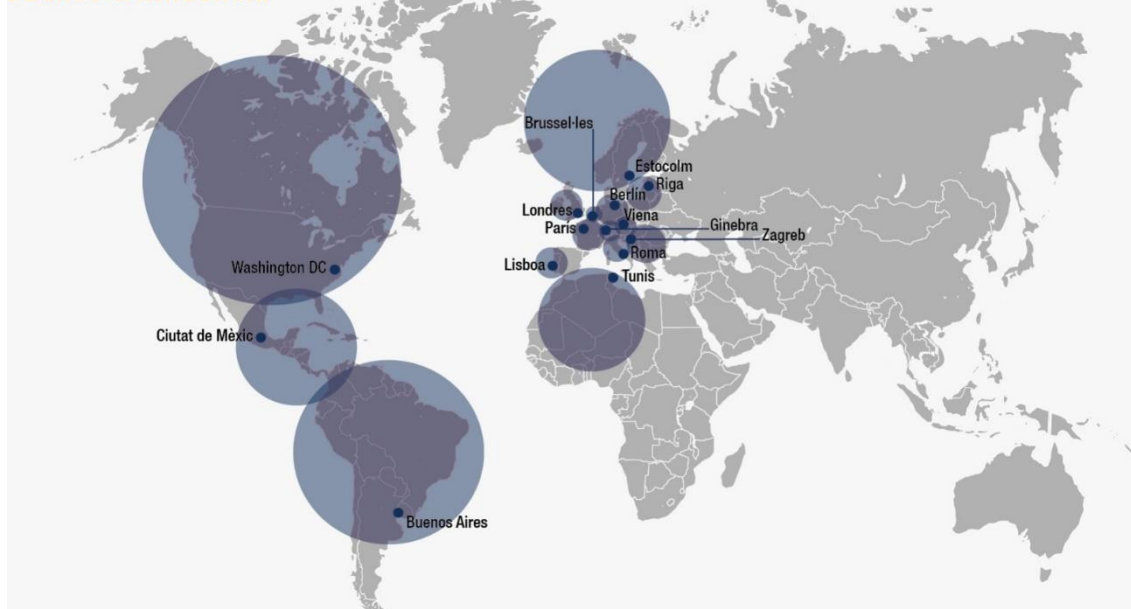 Brussel·les
Estocolm
Riga
Berlín
Londres
Viena
Paris
Ginebra
Zagreb
Roma
Lisboa
Tunis
Washington DC
Ciutat de Mèxic
Buenos Aires